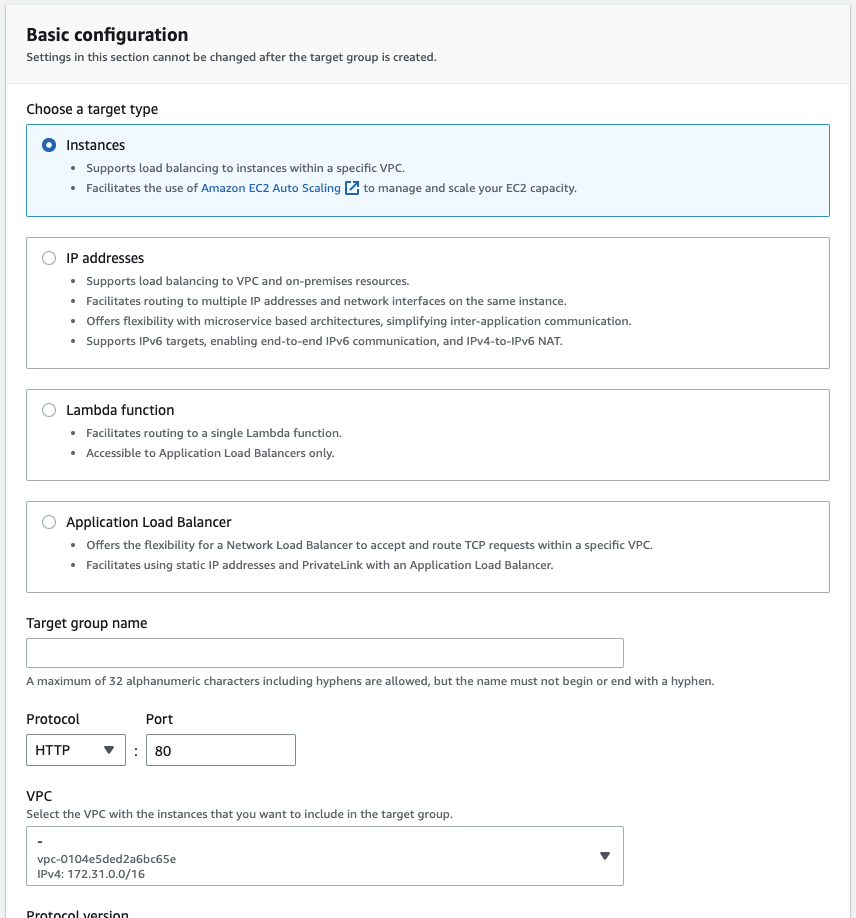 Basic configuration
Settings in this section cannot be changed after the target group is created.
Choose a target type
Instances
Supports load balancing to instances within a specific VPC.
Facilitates the use of Amazon EC2 Auto Scaling to manage and scale your EC2 capacity.
IP addresses
Supports load balancing to VPC and on-premises resources.
Facilitates routing to multiple IP addresses and network interfaces on the same instance.
Offers flexibility with microservice based architectures, simplifying inter-application communication.
Supports IPv6 targets, enabling end-to-end IPv6 communication, and IPv4-to-IPv6 NAT.
Lambda function
Facilitates routing to a single Lambda function.
Accessible to Application Load Balancers only.
Application Load Balancer
Offers the flexibility for a Network Load Balancer to accept and route TCP requests within a specific VPC.
Facilitates using static IP addresses and PrivateLink with an Application Load Balancer.
Target group name
A maximum of 32 alphanumeric characters including hyphens are allowed, but the name must not begin or end with a hyphen.
Protocol Port
HTTP : 80
VPC
Select the VPC with the instances that you want to include in the target group.
-
vpc-0104e5ded2a6bc65e
IPv4: 172.31.0.0/16
Protocol version